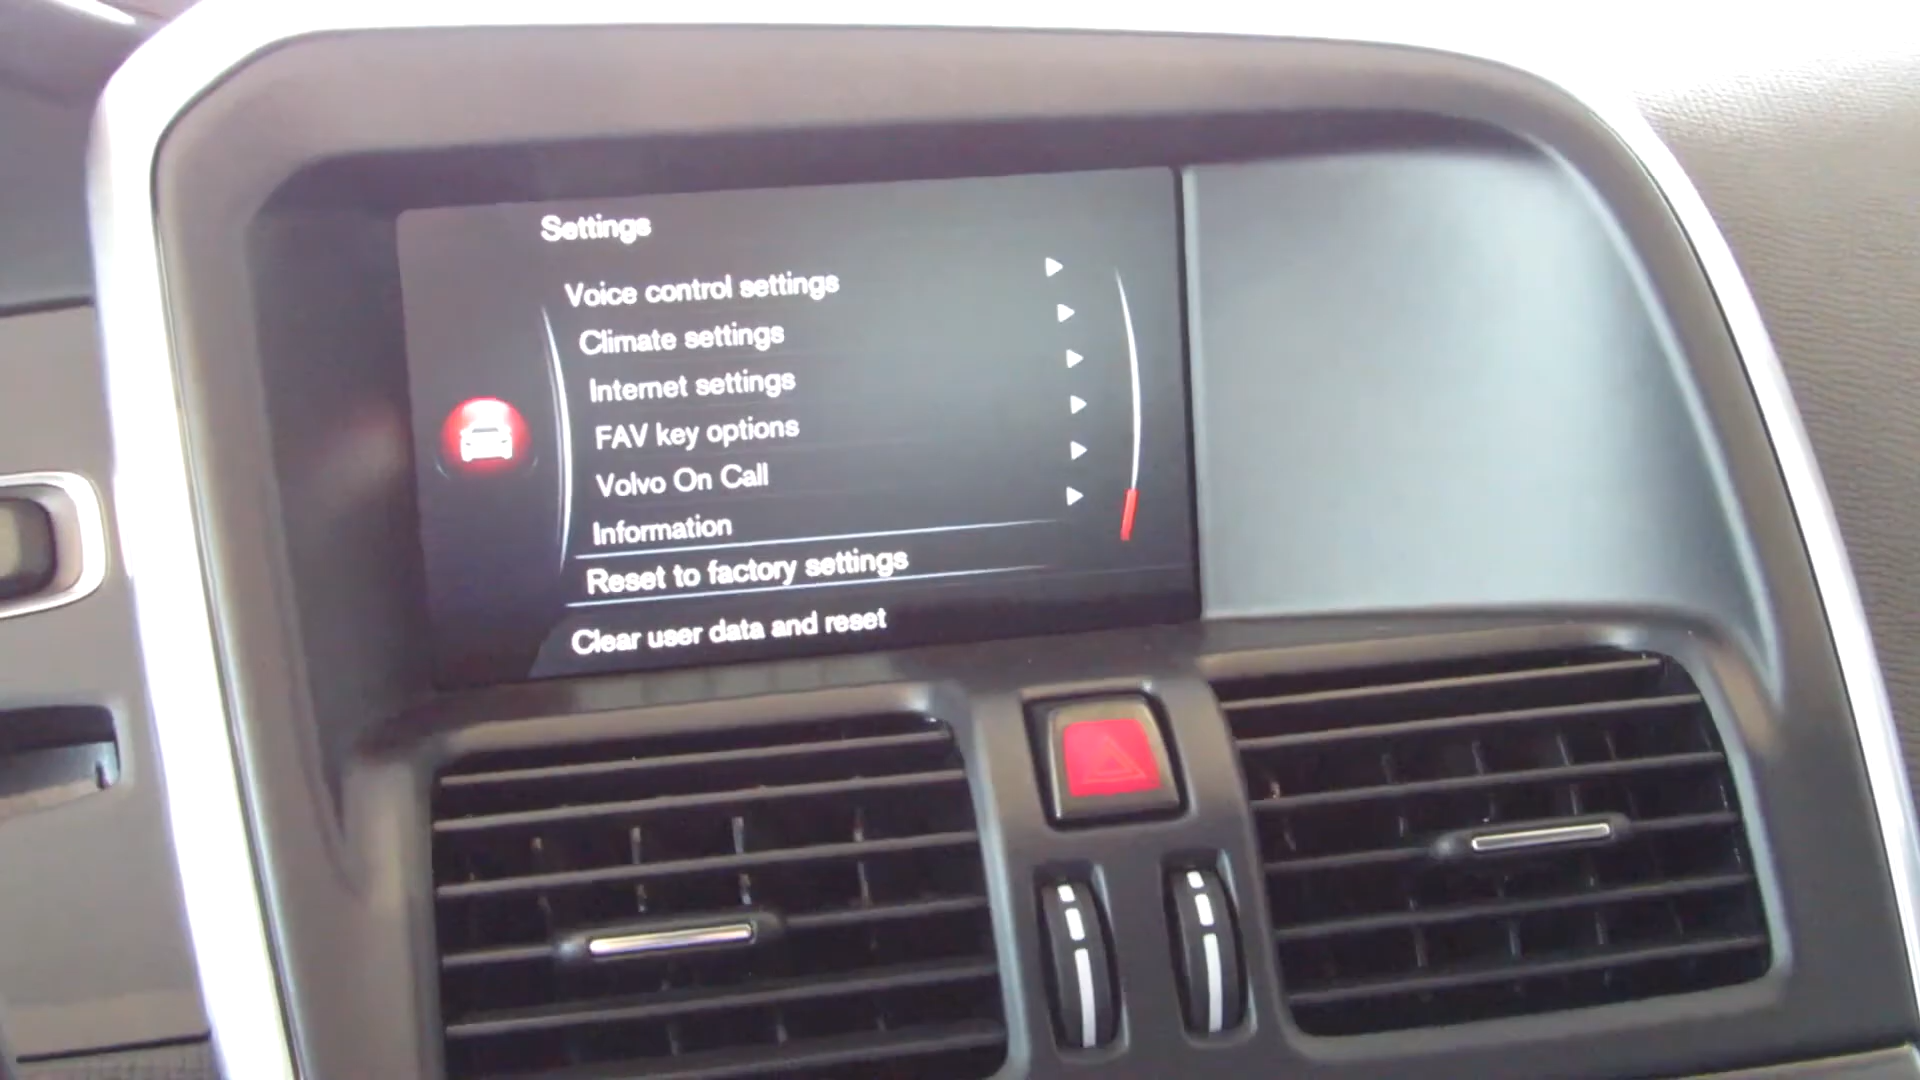 Settings
Voice control settings
Climate settings
Internet settings
FAV key options
Volvo On Call
Information
Reset to factory settings
Clear user data and reset